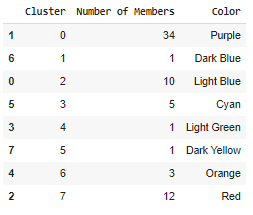 Cluster Number of Members Color
1 0 34 Purple
6 1 1 Dark Blue
0 2 10 Light Blue
5 3 5 Cyan
3 4 1 Light Green
7 5 1 Dark Yellow
4 6 3 Orange
2 7 12 Red